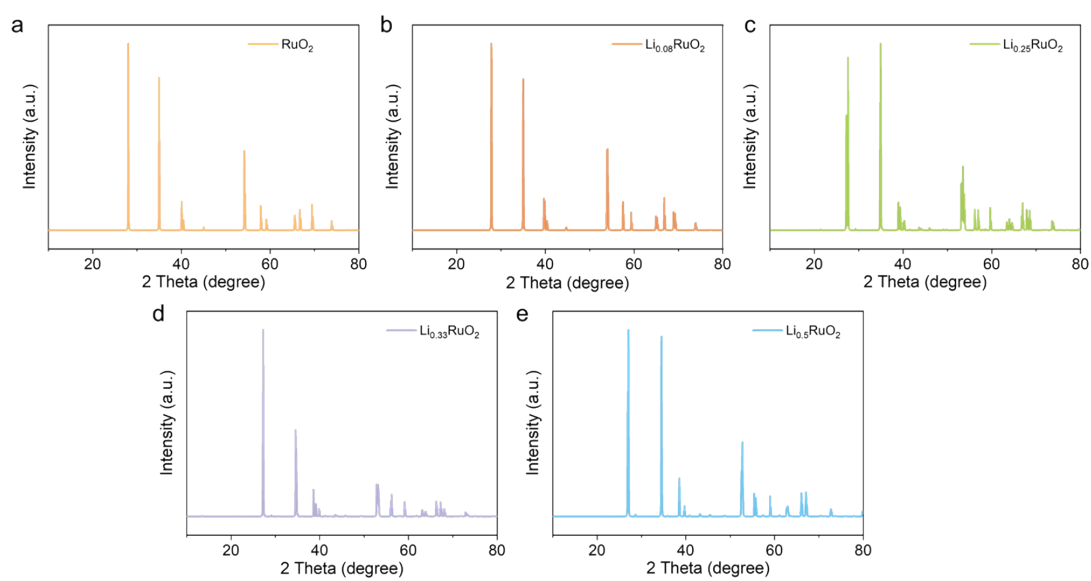 a
RuO2
Intensity (a.u.)
20 40 60 80
2 Theta (degree)
b
Li0.08RuO2
Intensity (a.u.)
20 40 60 80
2 Theta (degree)
c
Li0.25RuO2
Intensity (a.u.)
20 40 60 80
2 Theta (degree)
d
Li0.33RuO2
Intensity (a.u.)
20 40 60 80
2 Theta (degree)
e
Li0.5RuO2
Intensity (a.u.)
20 40 60 80
2 Theta (degree)